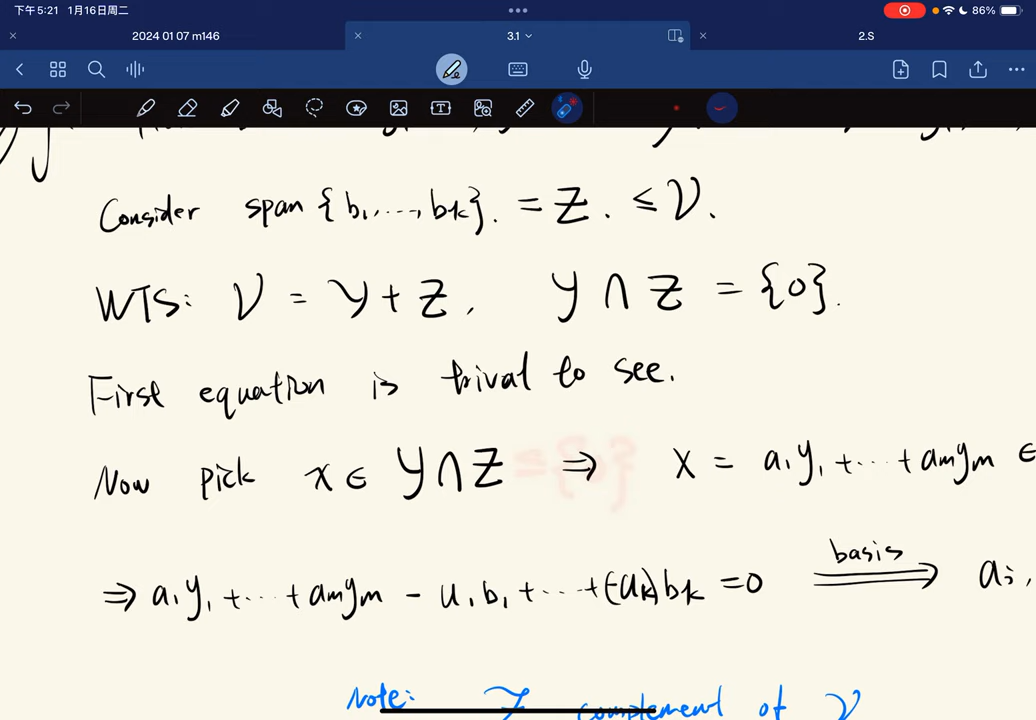 下午5:21 1月16日周二
86%
2024 01 07 m146
3.1
2.S
Consider span {b1,...,bk}. = Z. ≤ V.
WTS: V = Y + Z, Y ∩ Z = {0}.
First equation is trival to see.
Now pick x ∈ Y ∩ Z = {0} ⇒ X = a1y1 + ... + amym ∈
⇒ a1y1 + ... + amym - u1b1 + ... + (-uk)bk = 0 basis ⟹ ai,
Note: Z complement of V